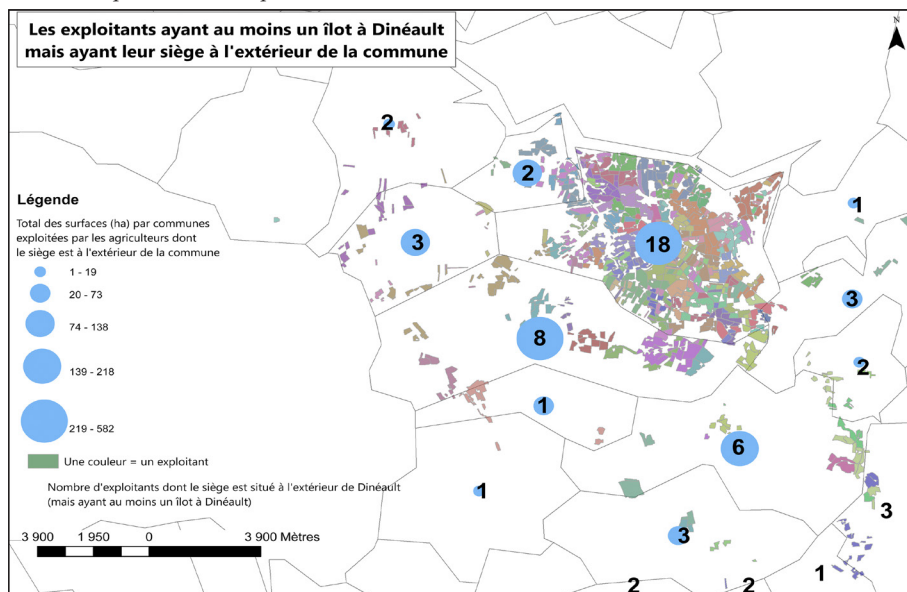 Les exploitants ayant au moins un îlot à Dinéault
mais ayant leur siège à l'extérieur de la commune
N
2
2
1
3
18
3
8
2
1
6
1
3
3
1
2
2
Légende
Total des surfaces (ha) par communes
exploitées par les agriculteurs dont
le siège est à l'extérieur de la commune
1 - 19
20 - 73
74 - 138
139 - 218
219 - 582
Une couleur = un exploitant
Nombre d'exploitants dont le siège est situé à l'extérieur de Dinéault
(mais ayant au moins un îlot à Dinéault)
3 900 1 950 0 3 900 Mètres